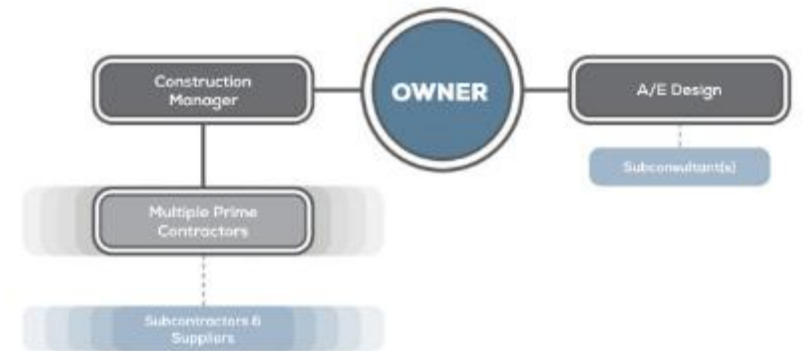 Construction
Manager
OWNER
A/E Design
Subconsultant(s)
Multiple Prime
Contractors
Subcontractors &
Suppliers